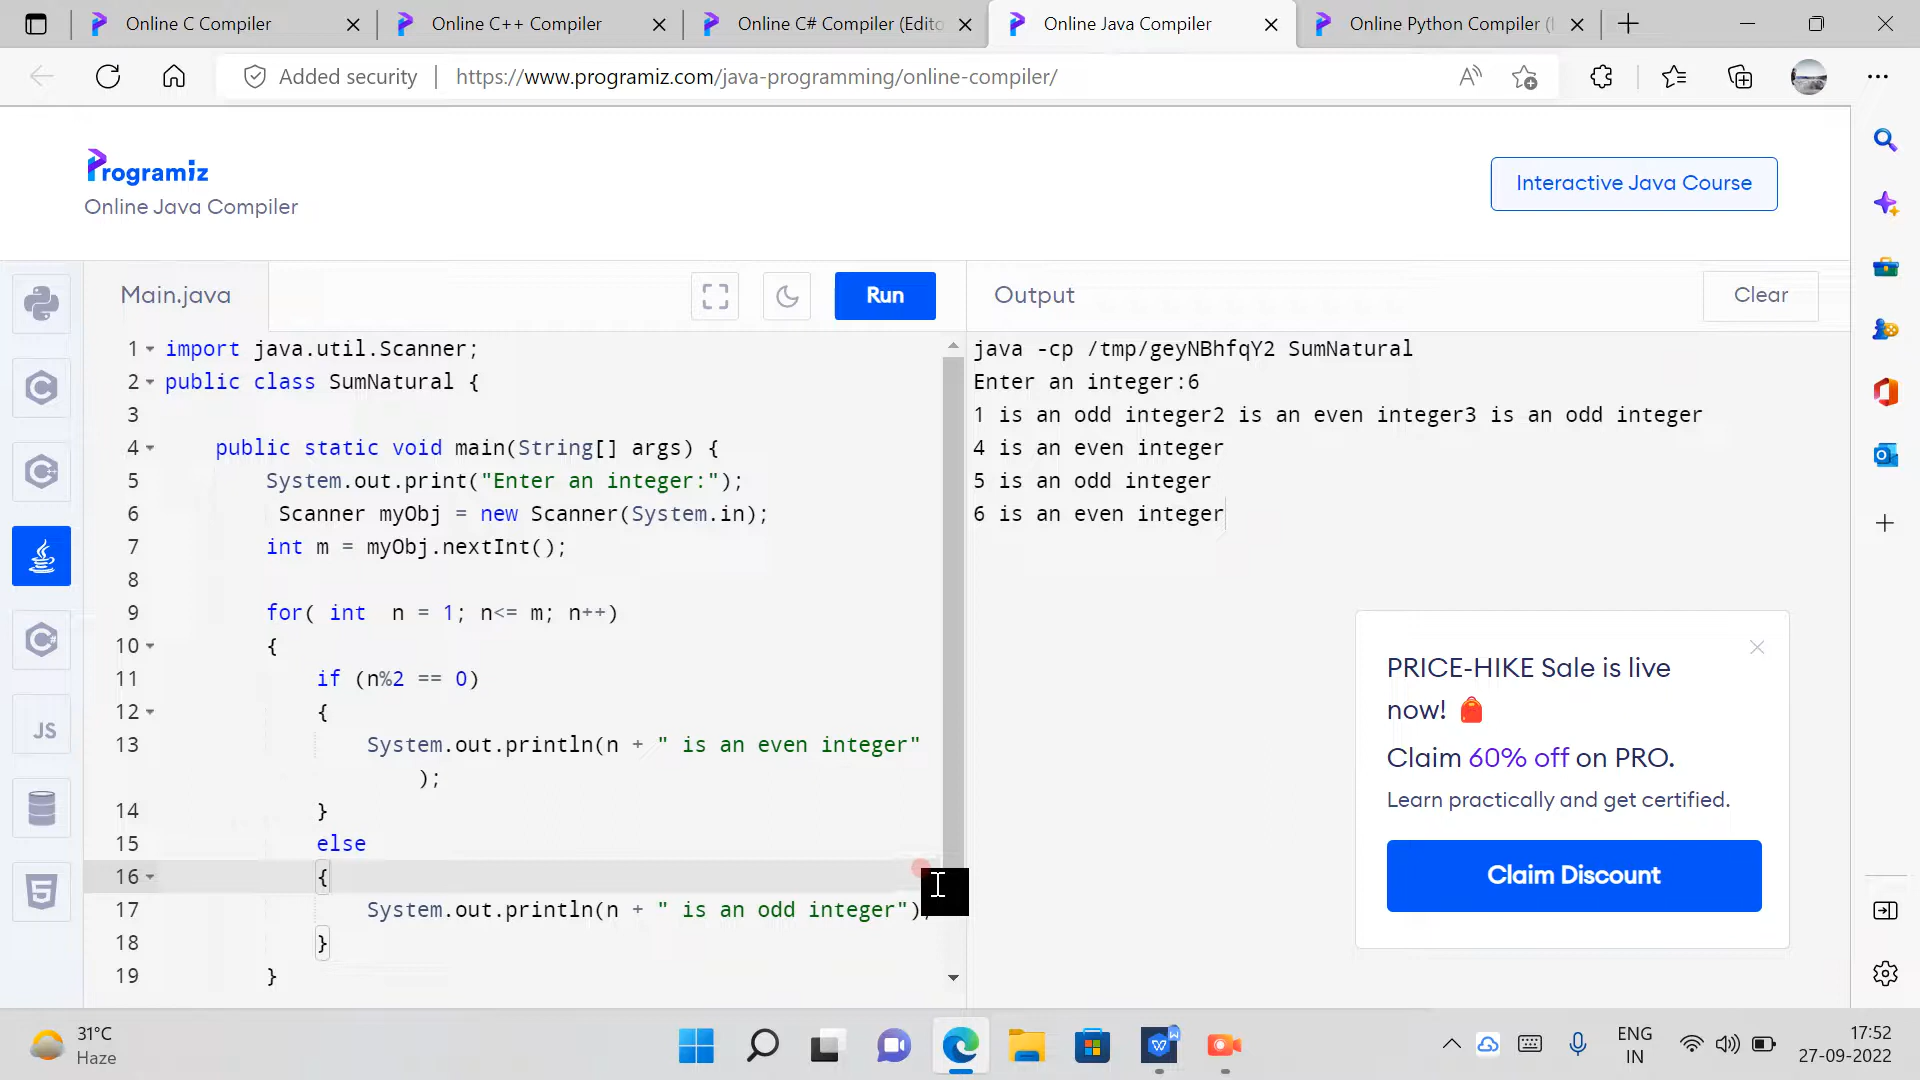 Online C Compiler
Online C++ Compiler
Online C# Compiler (Edito
Online Java Compiler
Online Python Compiler (
Added security
https://www.programiz.com/java-programming/online-compiler/
Programiz
Online Java Compiler
Interactive Java Course
Main.java
Run
Output
Clear
1 import java.util.Scanner;
2 public class SumNatural {
3
4 public static void main(String[] args) {
5 System.out.print("Enter an integer:");
6 Scanner myObj = new Scanner(System.in);
7 int m = myObj.nextInt();
8
9 for( int  n = 1; n<= m; n++)
10 {
11 if (n%2 == 0)
12 {
13 System.out.println(n + " is an even integer"
);
14 }
15 else
16 {
17 System.out.println(n + " is an odd integer");
18 }
19 }
java -cp /tmp/geyNBhfqY2 SumNatural
Enter an integer:6
1 is an odd integer2 is an even integer3 is an odd integer
4 is an even integer
5 is an odd integer
6 is an even integer
JS
PRICE-HIKE Sale is live
now!
Claim 60% off on PRO.
Learn practically and get certified.
Claim Discount
31°C
Haze
ENG
IN
17:52
27-09-2022